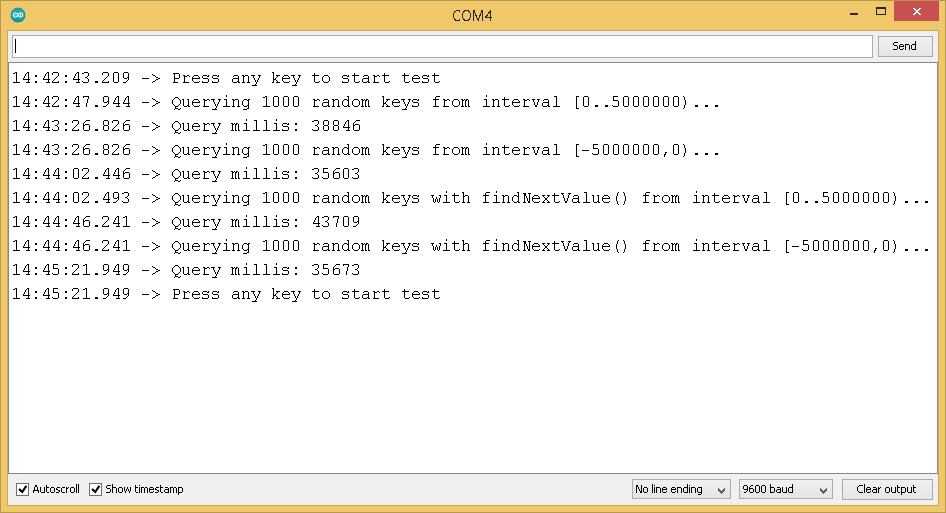 COM4
Send
14:42:43.209 -> Press any key to start test
14:42:47.944 -> Querying 1000 random keys from interval [0..5000000)...
14:43:26.826 -> Query millis: 38846
14:43:26.826 -> Querying 1000 random keys from interval [-5000000,0)...
14:44:02.446 -> Query millis: 35603
14:44:02.493 -> Querying 1000 random keys with findNextValue() from interval [0..5000000)...
14:44:46.241 -> Query millis: 43709
14:44:46.241 -> Querying 1000 random keys with findNextValue() from interval [-5000000,0)...
14:45:21.949 -> Query millis: 35673
14:45:21.949 -> Press any key to start test
Autoscroll Show timestamp No line ending 9600 baud Clear output